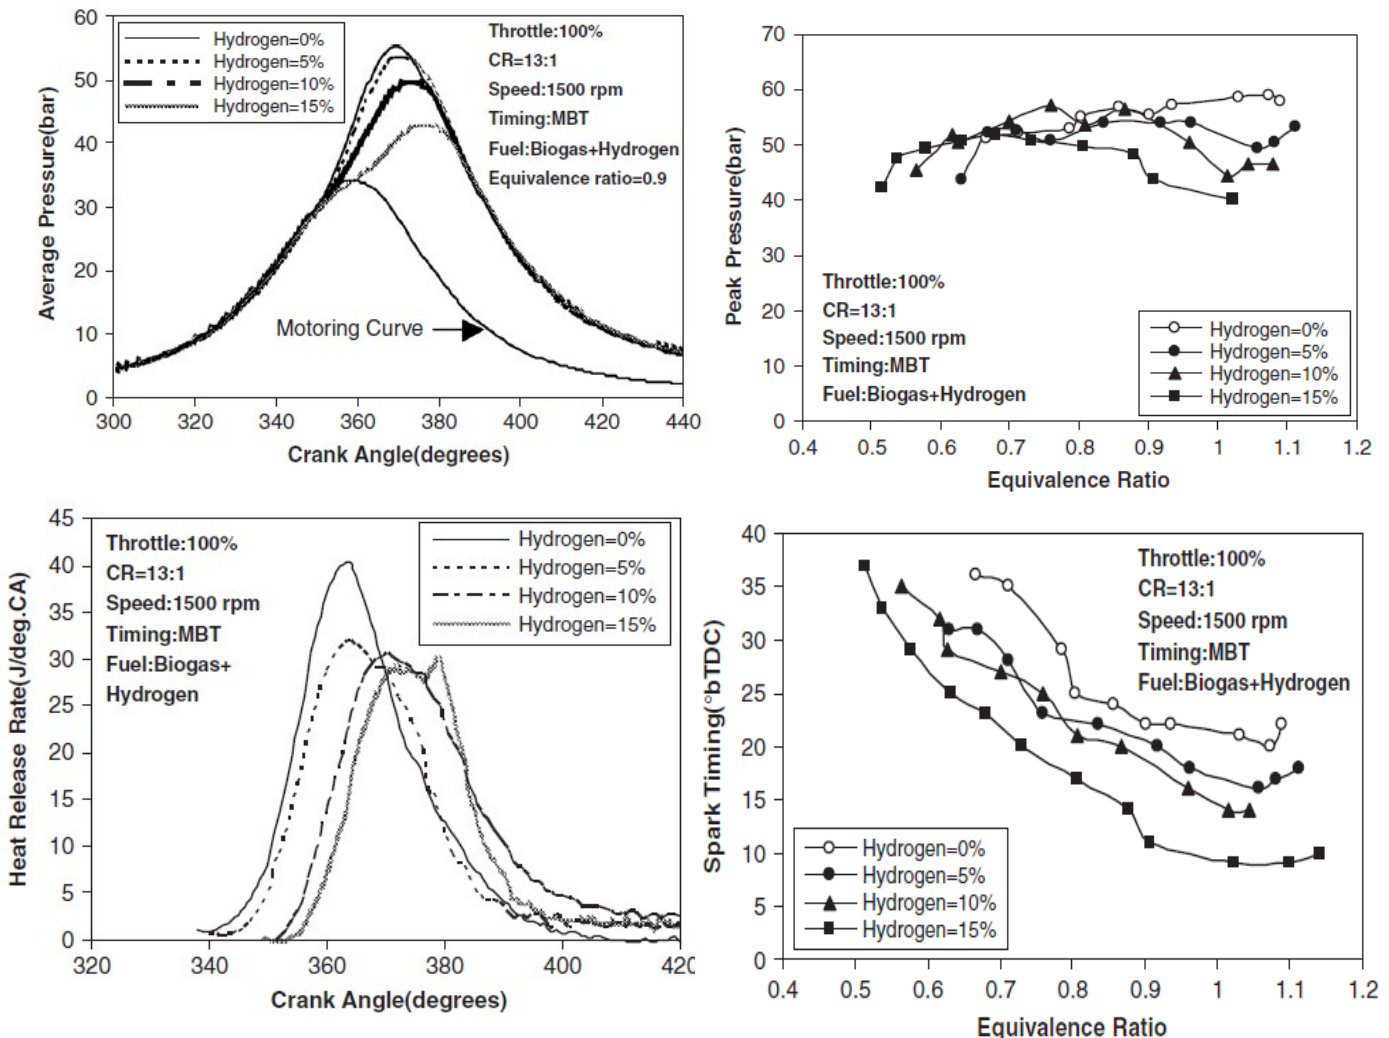 60
50
40
30
20
10
0
300
320
340
360
380
400
420
440
Average Pressure(bar)
Crank Angle(degrees)
Hydrogen=0%
Hydrogen=5%
Hydrogen=10%
Hydrogen=15%
Throttle:100%
CR=13:1
Speed:1500 rpm
Timing:MBT
Fuel:Biogas+Hydrogen
Equivalence ratio=0.9
Motoring Curve
70
60
50
40
30
20
10
0
0.4
0.5
0.6
0.7
0.8
0.9
1
1.1
1.2
Peak Pressure(bar)
Equivalence Ratio
Throttle:100%
CR=13:1
Speed:1500 rpm
Timing:MBT
Fuel:Biogas+Hydrogen
Hydrogen=0%
Hydrogen=5%
Hydrogen=10%
Hydrogen=15%
45
40
35
30
25
20
15
10
5
0
320
340
360
380
400
420
Heat Release Rate(J/deg.CA)
Crank Angle(degrees)
Throttle:100%
CR=13:1
Speed:1500 rpm
Timing:MBT
Fuel:Biogas+
Hydrogen
Hydrogen=0%
Hydrogen=5%
Hydrogen=10%
Hydrogen=15%
40
35
30
25
20
15
10
5
0
0.4
0.5
0.6
0.7
0.8
0.9
1
1.1
1.2
Spark Timing(°bTDC)
Equivalence Ratio
Throttle:100%
CR=13:1
Speed:1500 rpm
Timing:MBT
Fuel:Biogas+Hydrogen
Hydrogen=0%
Hydrogen=5%
Hydrogen=10%
Hydrogen=15%